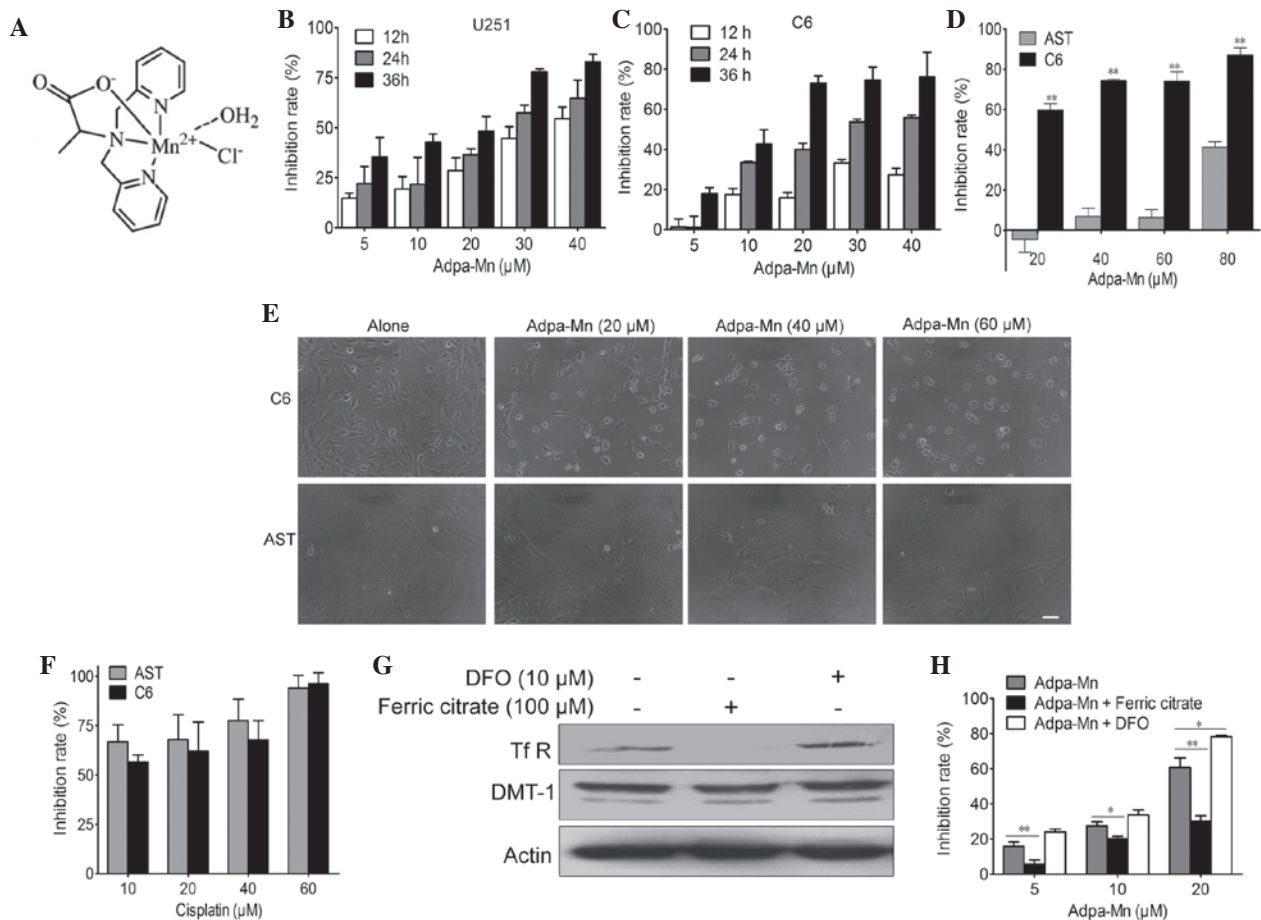 A
O
O-
N
N
N
Mn2+
OH2
Cl-
B
U251
12h
24h
36h
Inhibition rate (%)
100
75
50
25
0
5 10 20 30 40
Adpa-Mn (µM)
C
C6
12 h
24 h
36 h
Inhibition rate (%)
100
80
60
40
20
0
5 10 20 30 40
Adpa-Mn (µM)
D
AST
C6
Inhibition rate (%)
100
80
60
40
20
0
** ** ** **
20 40 60 80
Adpa-Mn (µM)
E
Alone Adpa-Mn (20 µM) Adpa-Mn (40 µM) Adpa-Mn (60 µM)
C6
AST
F
AST
C6
Inhibition rate (%)
100
75
50
25
0
10 20 40 60
Cisplatin (µM)
G
DFO (10 µM) - - +
Ferric citrate (100 µM) - + -
Tf R
DMT-1
Actin
H
Adpa-Mn
Adpa-Mn + Ferric citrate
Adpa-Mn + DFO
Inhibition rate (%)
100
80
60
40
20
0
** * ** *
5 10 20
Adpa-Mn (µM)